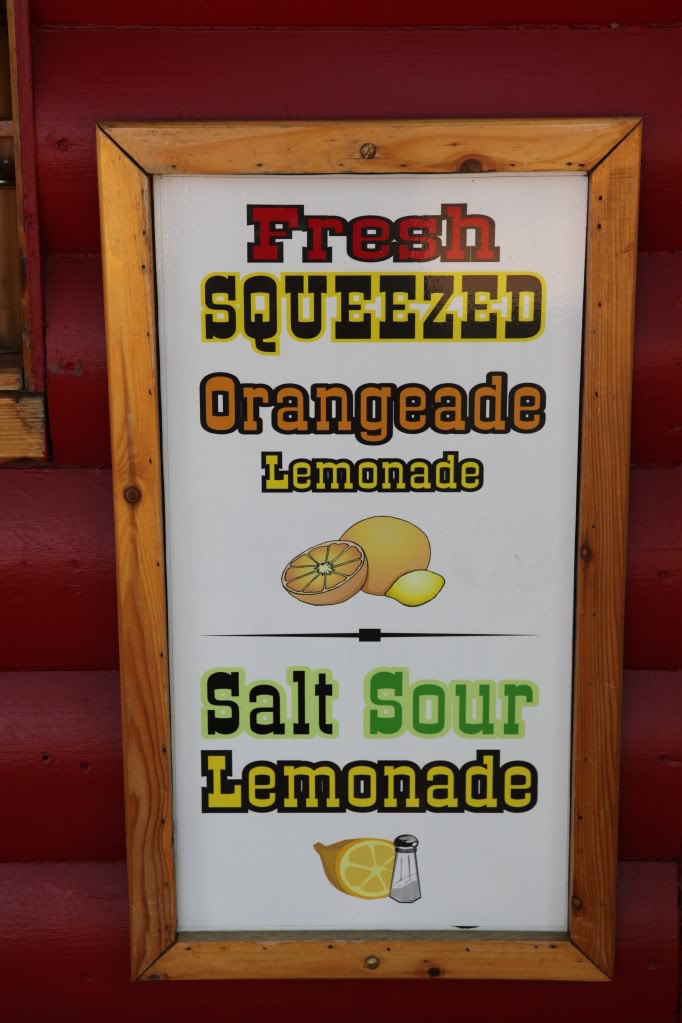 Fresh
SQUEEZED
Orangeade
Lemonade
Salt Sour
Lemonade